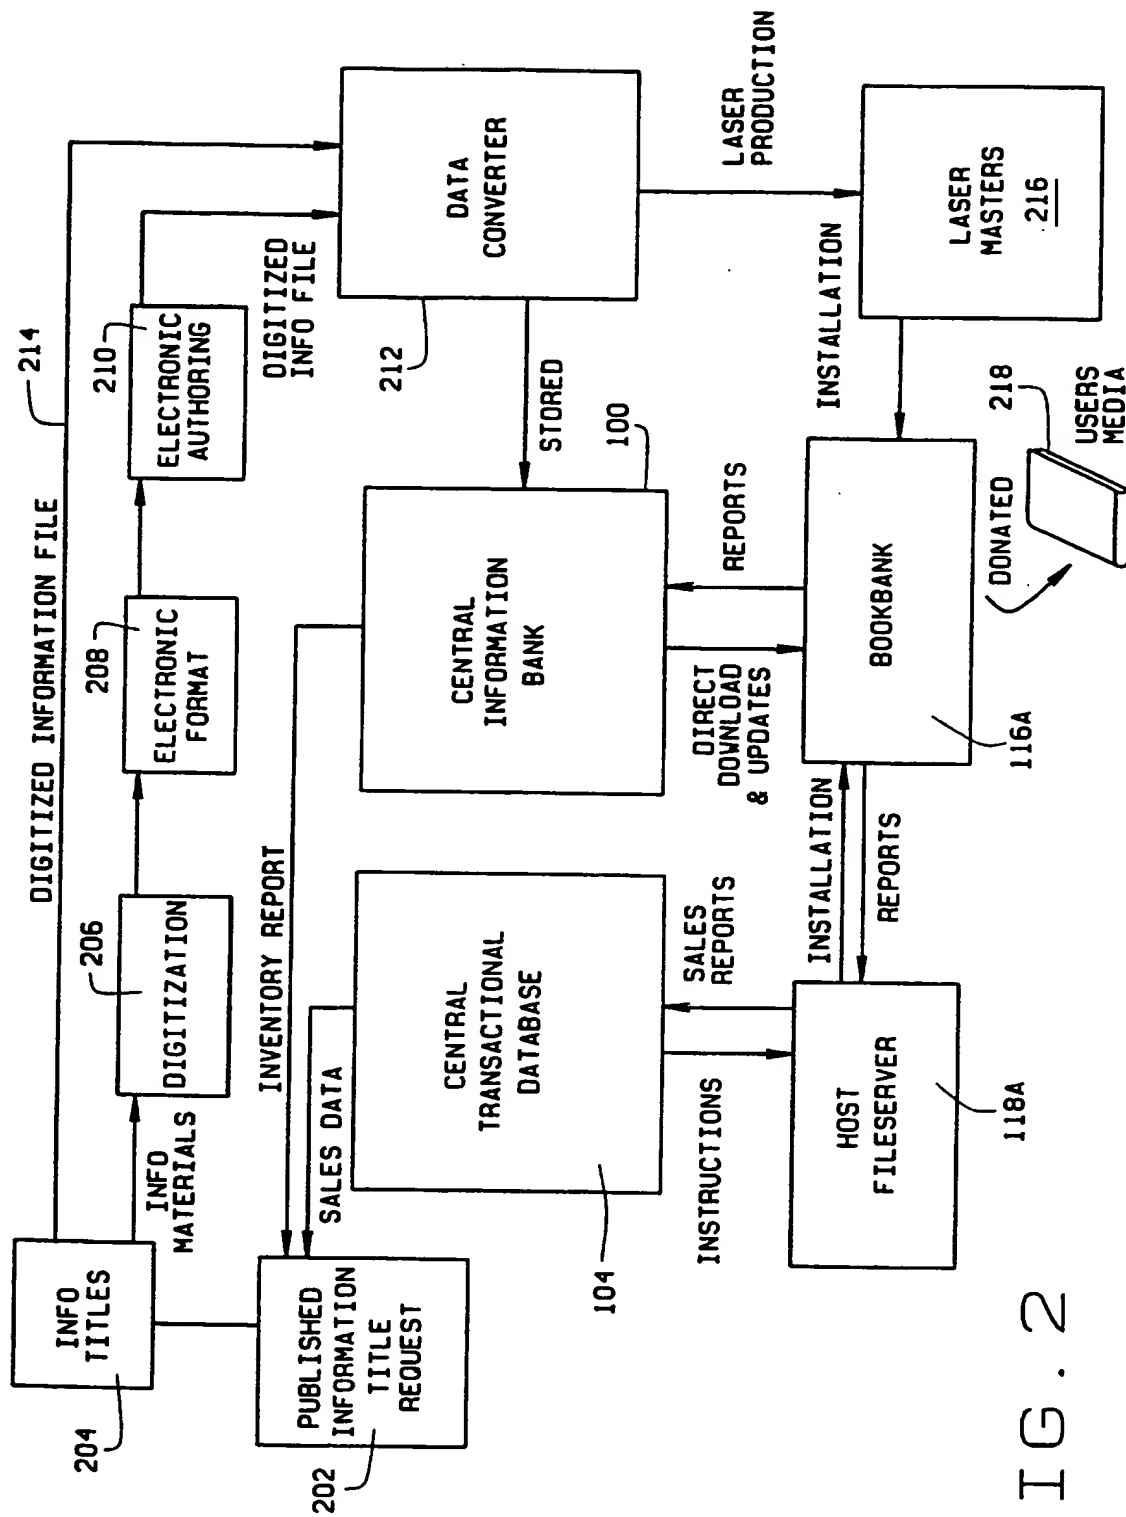 DIGITIZED INFORMATION FILE
214
204
INFO
TITLES
INFO
MATERIALS
206
DIGITIZATION
208
ELECTRONIC
FORMAT
210
ELECTRONIC
AUTHORING
DIGITIZED
INFO FILE
202
PUBLISHED
INFORMATION
TITLE
REQUEST
INVENTORY REPORT
SALES DATA
CENTRAL
TRANSACTIONAL
DATABASE
104
CENTRAL
INFORMATION
BANK
100
STORED
212
DATA
CONVERTER
INSTRUCTIONS
SALES
REPORTS
DIRECT
DOWNLOAD
& UPDATES
REPORTS
LASER
PRODUCTION
HOST
FILESERVER
118A
INSTALLATION
REPORTS
BOOKBANK
116A
INSTALLATION
LASER
MASTERS
216
DONATED
218
USERS
MEDIA
IG. 2